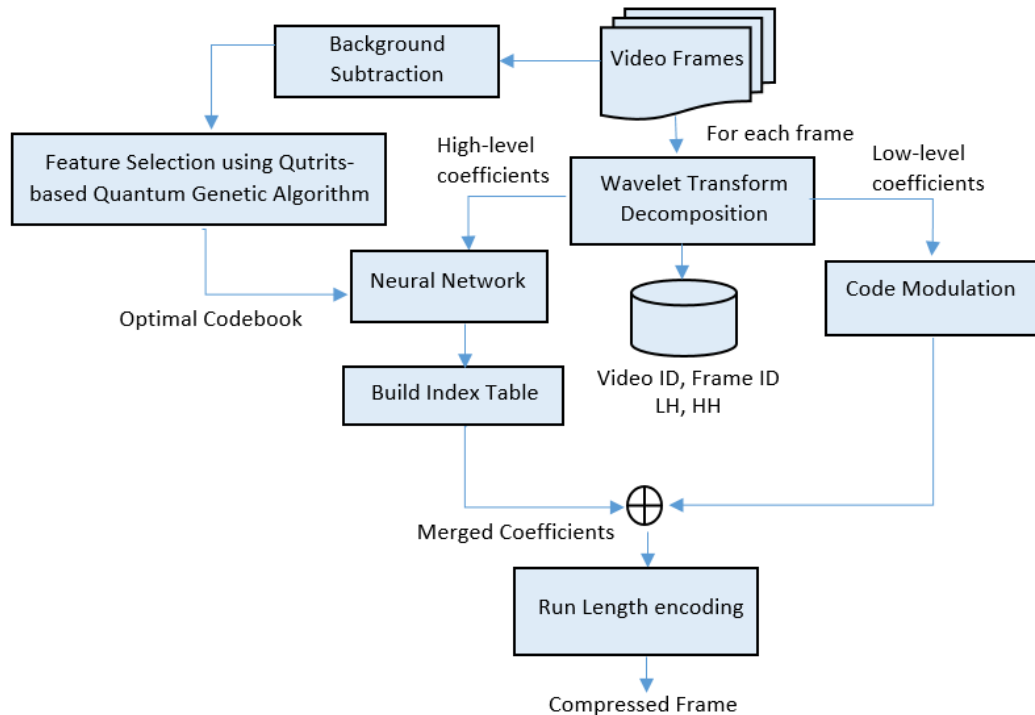 Background
Subtraction
Video Frames
For each frame
Feature Selection using Qutrits-
based Quantum Genetic Algorithm
High-level
coefficients
Wavelet Transform
Decomposition
Low-level
coefficients
Neural Network
Code Modulation
Optimal Codebook
Video ID, Frame ID
LH, HH
Build Index Table
Merged Coefficients
Run Length encoding
Compressed Frame